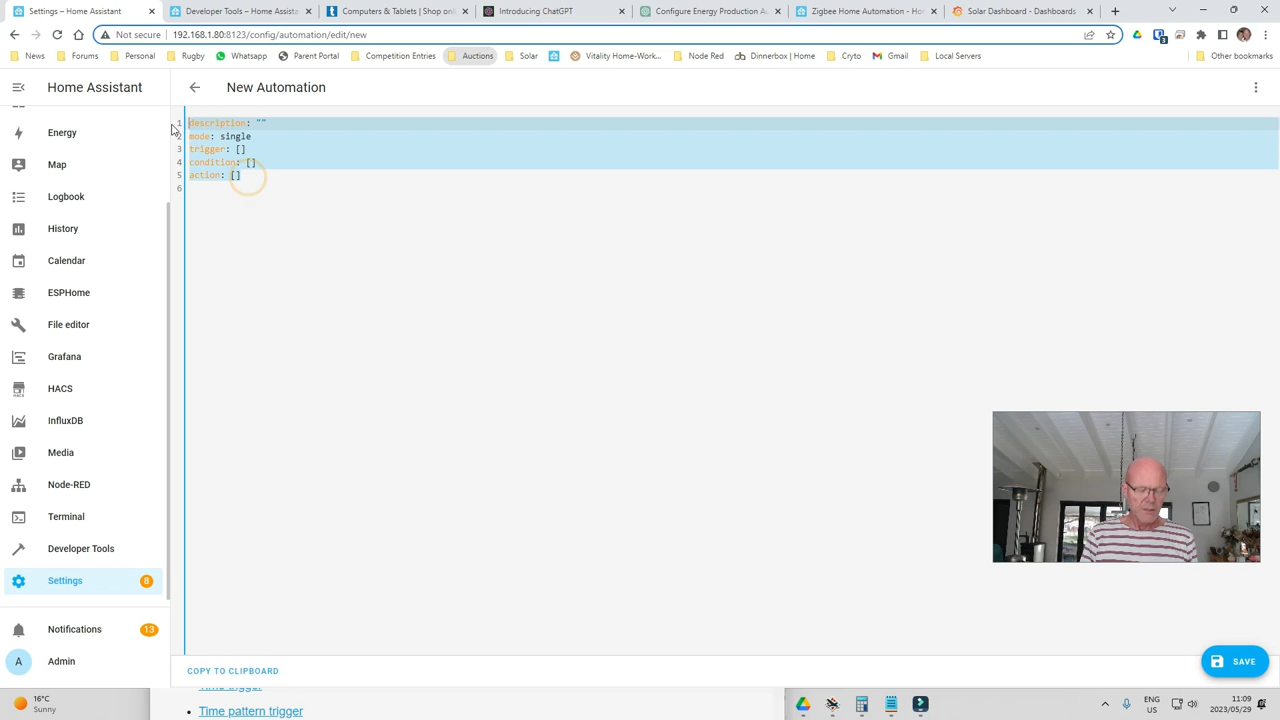 Settings – Home Assistant
Developer Tools – Home Assista
Computers & Tablets | Shop onl
Introducing ChatGPT
Configure Energy Production Au
Zigbee Home Automation - Hom
Solar Dashboard - Dashboards
Not secure
192.168.1.80:8123/config/automation/edit/new
News
Forums
Personal
Rugby
Whatsapp
Parent Portal
Competition Entries
Auctions
Solar
Vitality Home-Work...
Node Red
Dinnerbox | Home
Cryto
Gmail
Local Servers
Other bookmarks
Home Assistant
New Automation
Energy
Map
Logbook
History
Calendar
ESPHome
File editor
Grafana
HACS
InfluxDB
Media
Node-RED
Terminal
Developer Tools
Settings 8
Notifications 13
A Admin
1 description: ""
2 mode: single
3 trigger: []
4 condition: []
5 action: []
6
COPY TO CLIPBOARD
SAVE
Time trigger
Time pattern trigger
16°C
Sunny
ENG
US
11:09
2023/05/29